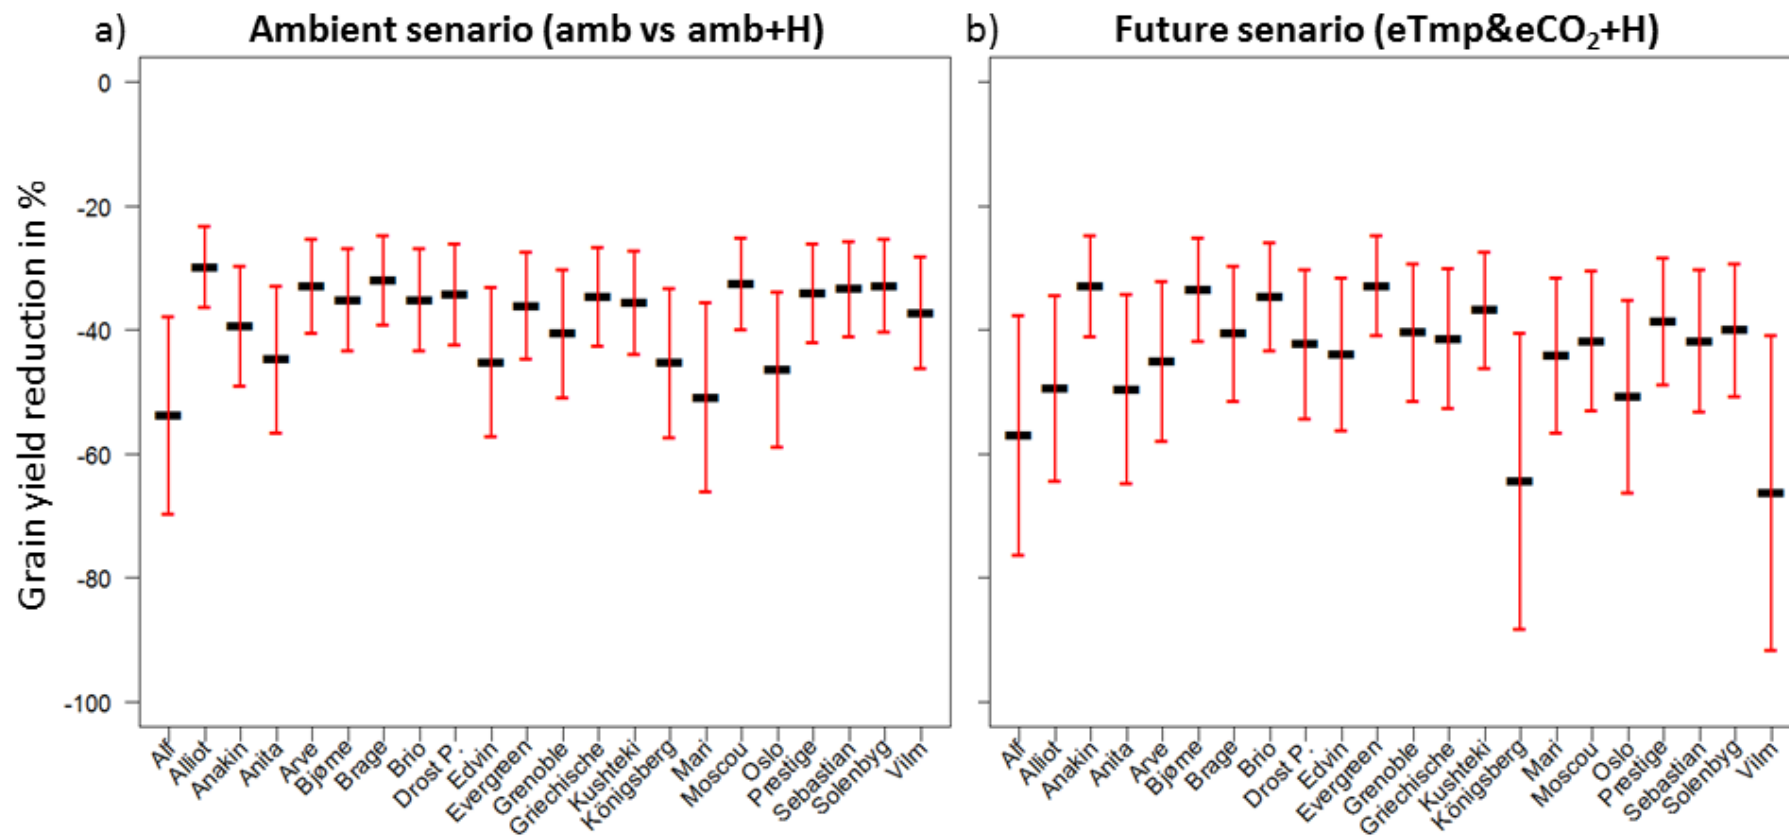 a) Ambient senario (amb vs amb+H)
b) Future senario (eTmp&eCO₂+H)
Grain yield reduction in %
0
-20
-40
-60
-80
-100
Alf
Alliot
Anakin
Anita
Arve
Bjørne
Brage
Brio
Drost P.
Edvin
Evergreen
Grenoble
Griechische
Kushteki
Königsberg
Mari
Moscou
Oslo
Prestige
Sebastian
Solenbyg
Vilm
Alf
Alliot
Anakin
Anita
Arve
Bjørne
Brage
Brio
Drost P.
Edvin
Evergreen
Grenoble
Griechische
Kushteki
Königsberg
Mari
Moscou
Oslo
Prestige
Sebastian
Solenbyg
Vilm